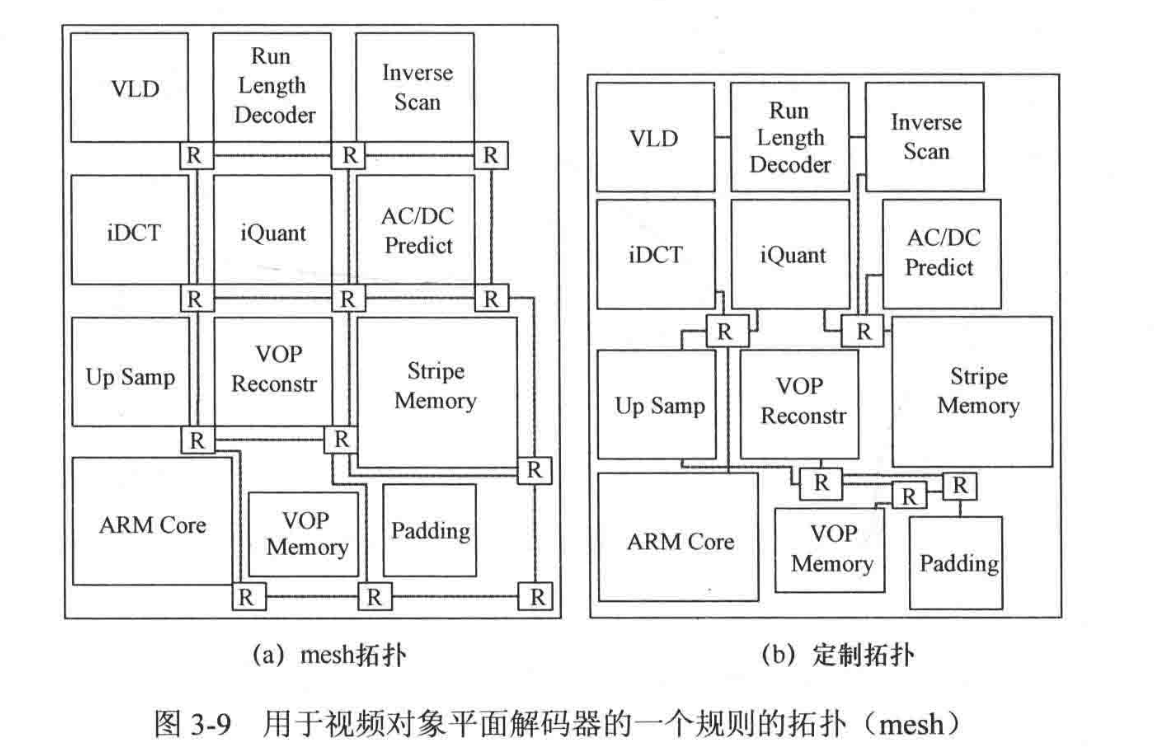 VLD
Run
Length
Decoder
Inverse
Scan
R
R
R
iDCT
iQuant
AC/DC
Predict
R
R
R
Up Samp
VOP
Reconstr
Stripe
Memory
R
R
R
ARM Core
VOP
Memory
Padding
R
R
R
(a) mesh拓扑
VLD
Run
Length
Decoder
Inverse
Scan
iDCT
iQuant
AC/DC
Predict
R
R
Up Samp
VOP
Reconstr
Stripe
Memory
R
R
R
ARM Core
VOP
Memory
Padding
(b) 定制拓扑
图 3-9 用于视频对象平面解码器的一个规则的拓扑（mesh）